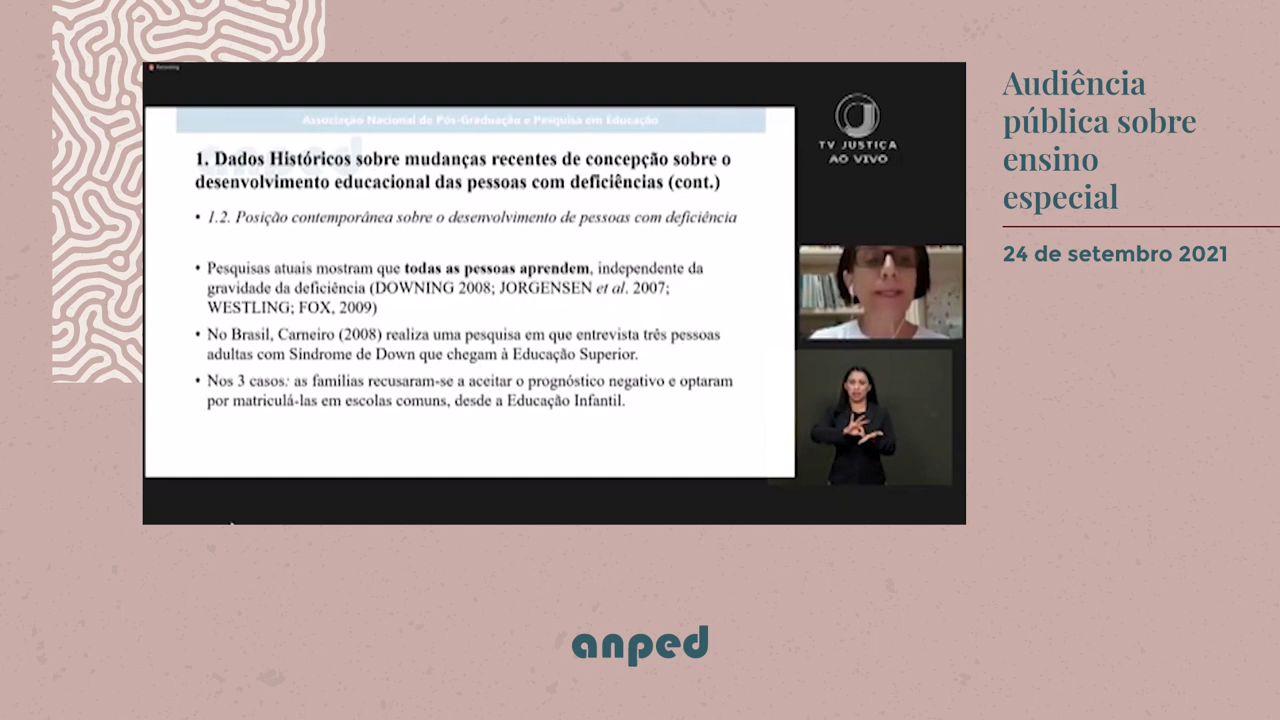 Recording
Associação Nacional de Pós-Graduação e Pesquisa em Educação
1. Dados Históricos sobre mudanças recentes de concepção sobre o
desenvolvimento educacional das pessoas com deficiências (cont.)
• 1.2. Posição contemporânea sobre o desenvolvimento de pessoas com deficiência
• Pesquisas atuais mostram que todas as pessoas aprendem, independente da
gravidade da deficiência (DOWNING 2008; JORGENSEN et al. 2007;
WESTLING; FOX, 2009)
• No Brasil, Carneiro (2008) realiza uma pesquisa em que entrevista três pessoas
adultas com Síndrome de Down que chegam à Educação Superior.
• Nos 3 casos: as famílias recusaram-se a aceitar o prognóstico negativo e optaram
por matriculá-las em escolas comuns, desde a Educação Infantil.
TV JUSTIÇA
AO VIVO
Audiência
pública sobre
ensino
especial
24 de setembro 2021
anped